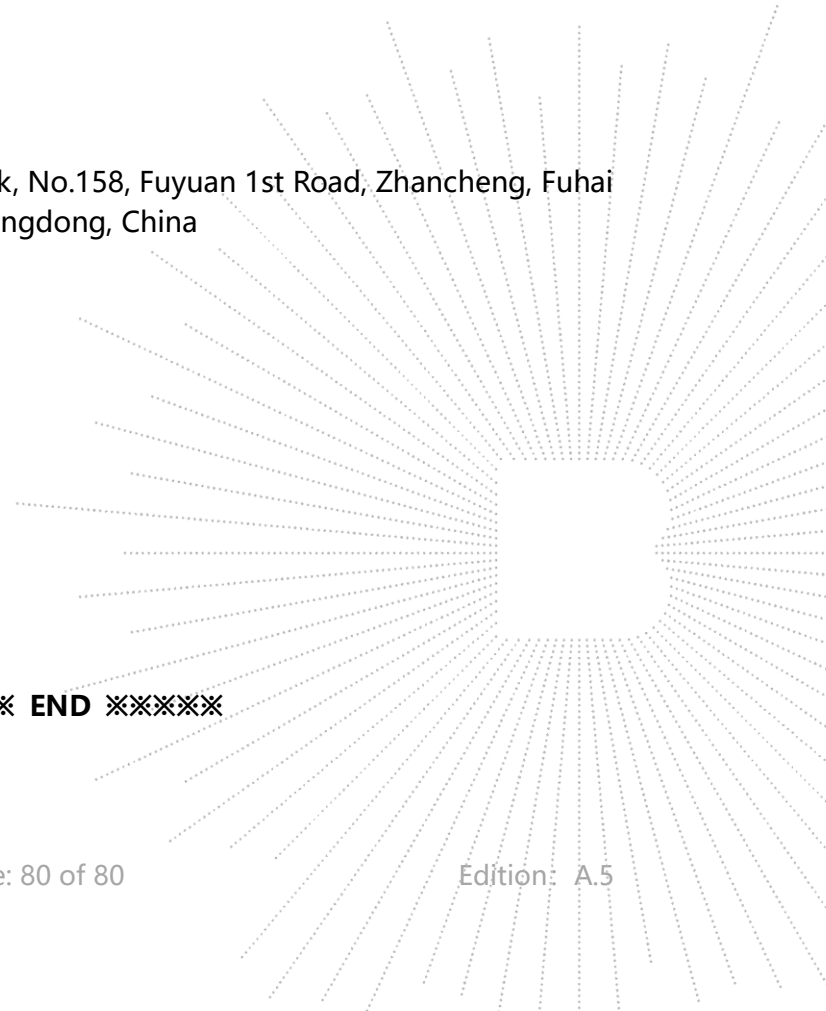 k, No.158, Fuyuan 1st Road, Zhancheng, Fuhai
ngdong, China
※ END ※※※※※
e: 80 of 80 Edition: A.5